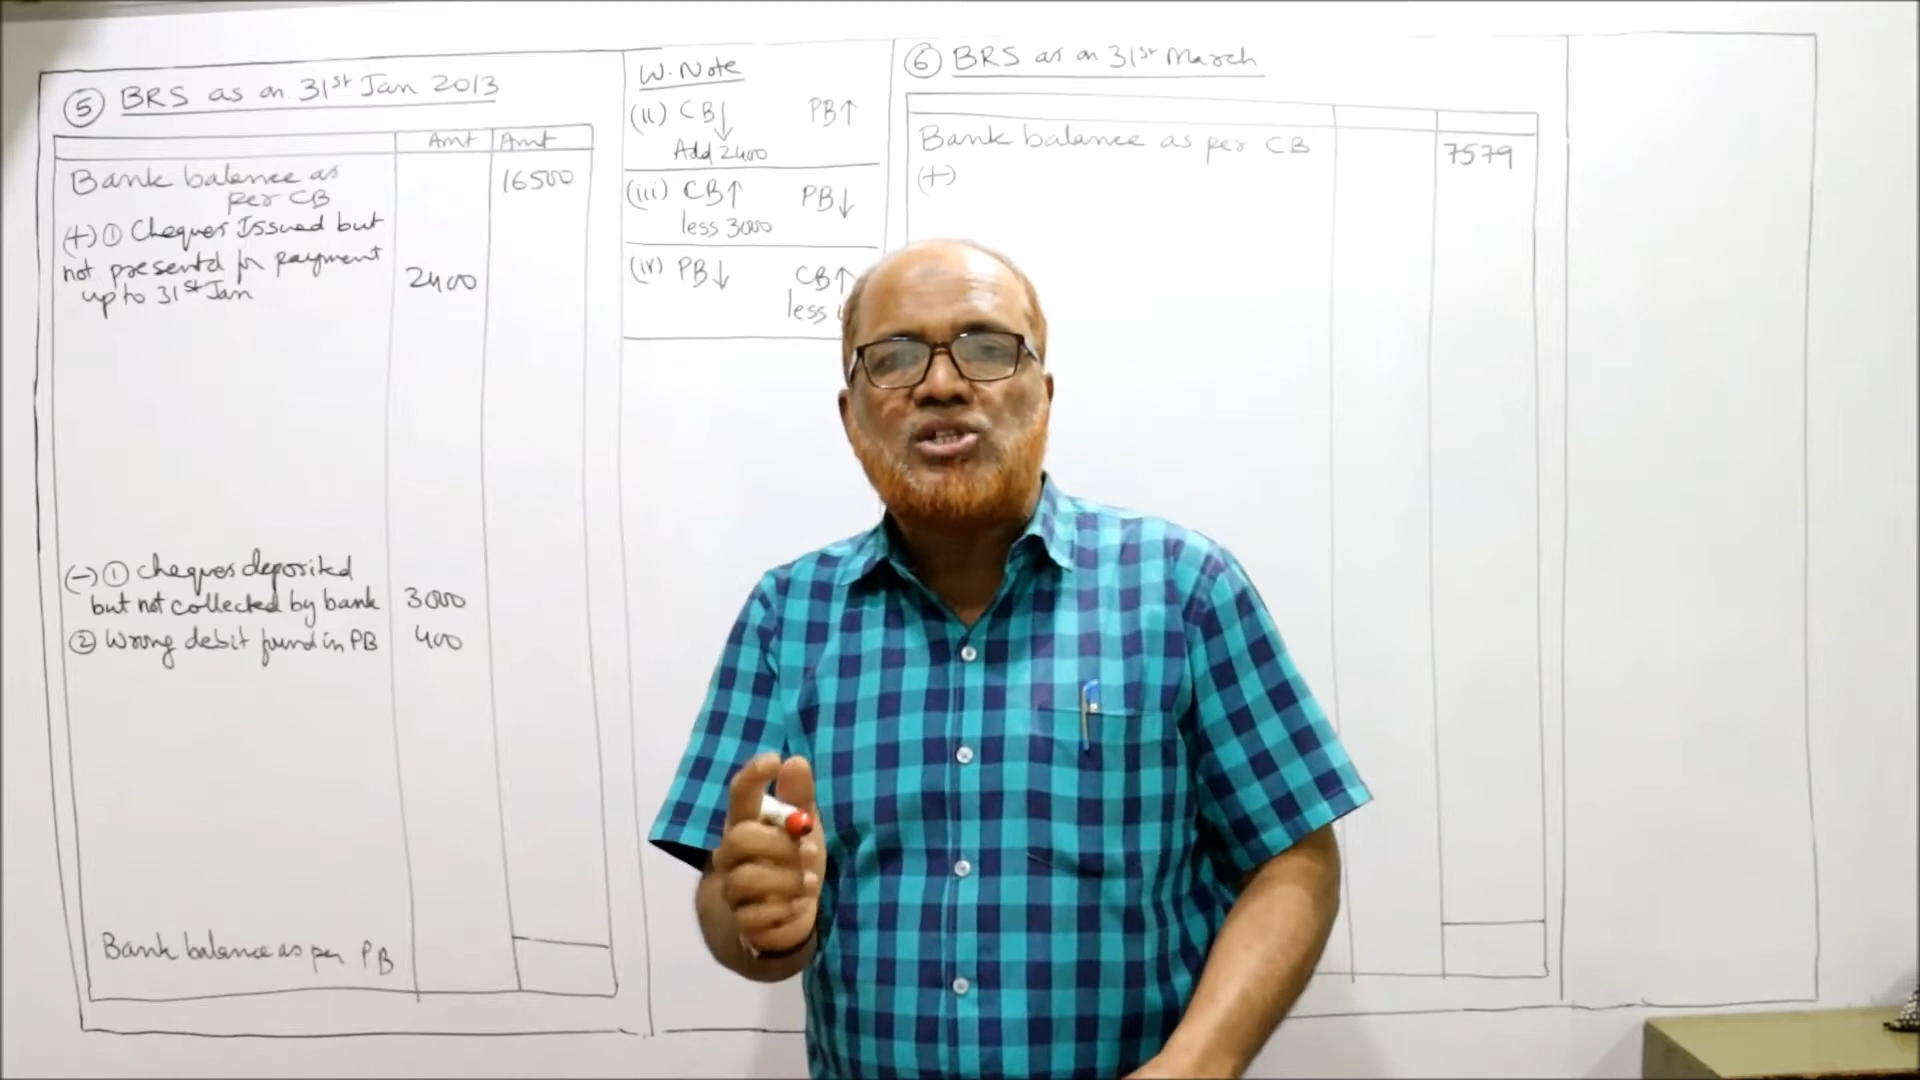 ⑤ BRS as on 31st Jan 2013
Amt Amt
Bank balance as
per CB 16500
(+) ① Cheques Issued but
not presentd for payment
up to 31st Jan 2400
(-) ① cheques deposited
but not collected by bank 3000
② Wrong debit found in PB 400
Bank balance as per PB
W. Note
(ii) CB↓ PB↑
Add 2400
(iii) CB↑ PB↓
less 3000
(iv) PB↓ CB↑
less
⑥ BRS as on 31st March
Bank balance as per CB 7579
(+)